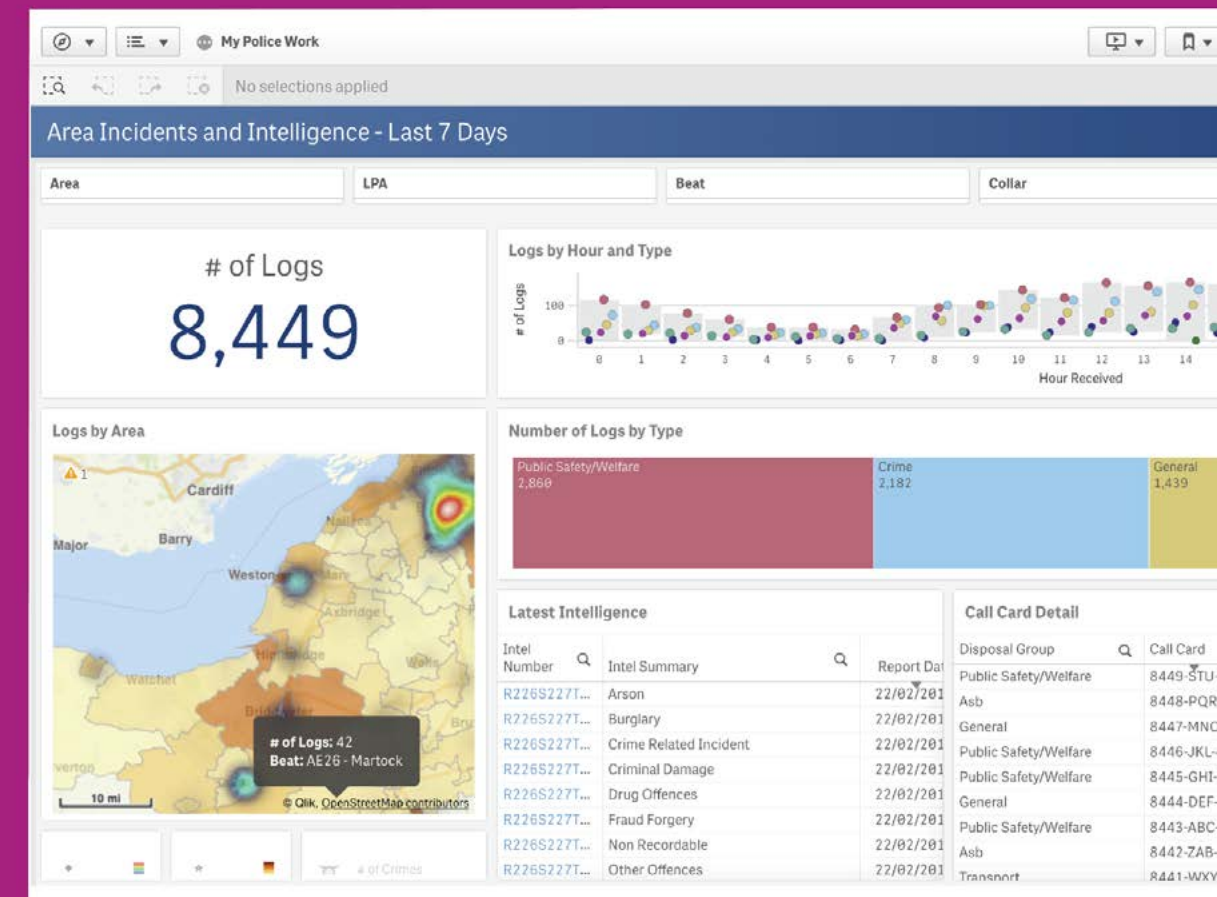 My Police Work
No selections applied
Area Incidents and Intelligence - Last 7 Days
Area
LPA
Beat
Collar
# of Logs
8,449
Logs by Hour and Type
# of Logs
100
0
0 1 2 3 4 5 6 7 8 9 10 11 12 13 14
Hour Received
Logs by Area
1
Cardiff
Major
Barry
Weston
Mare
Axbridge
Wells
Watchet
# of Logs: 42
Beat: AE26 - Martock
10 mi
© Qlik, OpenStreetMap contributors
# of Crimes
Number of Logs by Type
Public Safety/Welfare
2,860
Crime
2,182
General
1,439
Latest Intelligence
Intel Number
Intel Summary
Report Dat
R226S227T... Arson 22/02/201
R226S227T... Burglary 22/02/201
R226S227T... Crime Related Incident 22/02/201
R226S227T... Criminal Damage 22/02/201
R226S227T... Drug Offences 22/02/201
R226S227T... Fraud Forgery 22/02/201
R226S227T... Non Recordable 22/02/201
R226S227T... Other Offences 22/02/201
Call Card Detail
Disposal Group
Call Card
Public Safety/Welfare 8449-STU-
Asb 8448-PQR
General 8447-MNO
Public Safety/Welfare 8446-JKL-
Public Safety/Welfare 8445-GHI-
General 8444-DEF-
Public Safety/Welfare 8443-ABC-
Asb 8442-ZAB-
Transport 8441-WXY